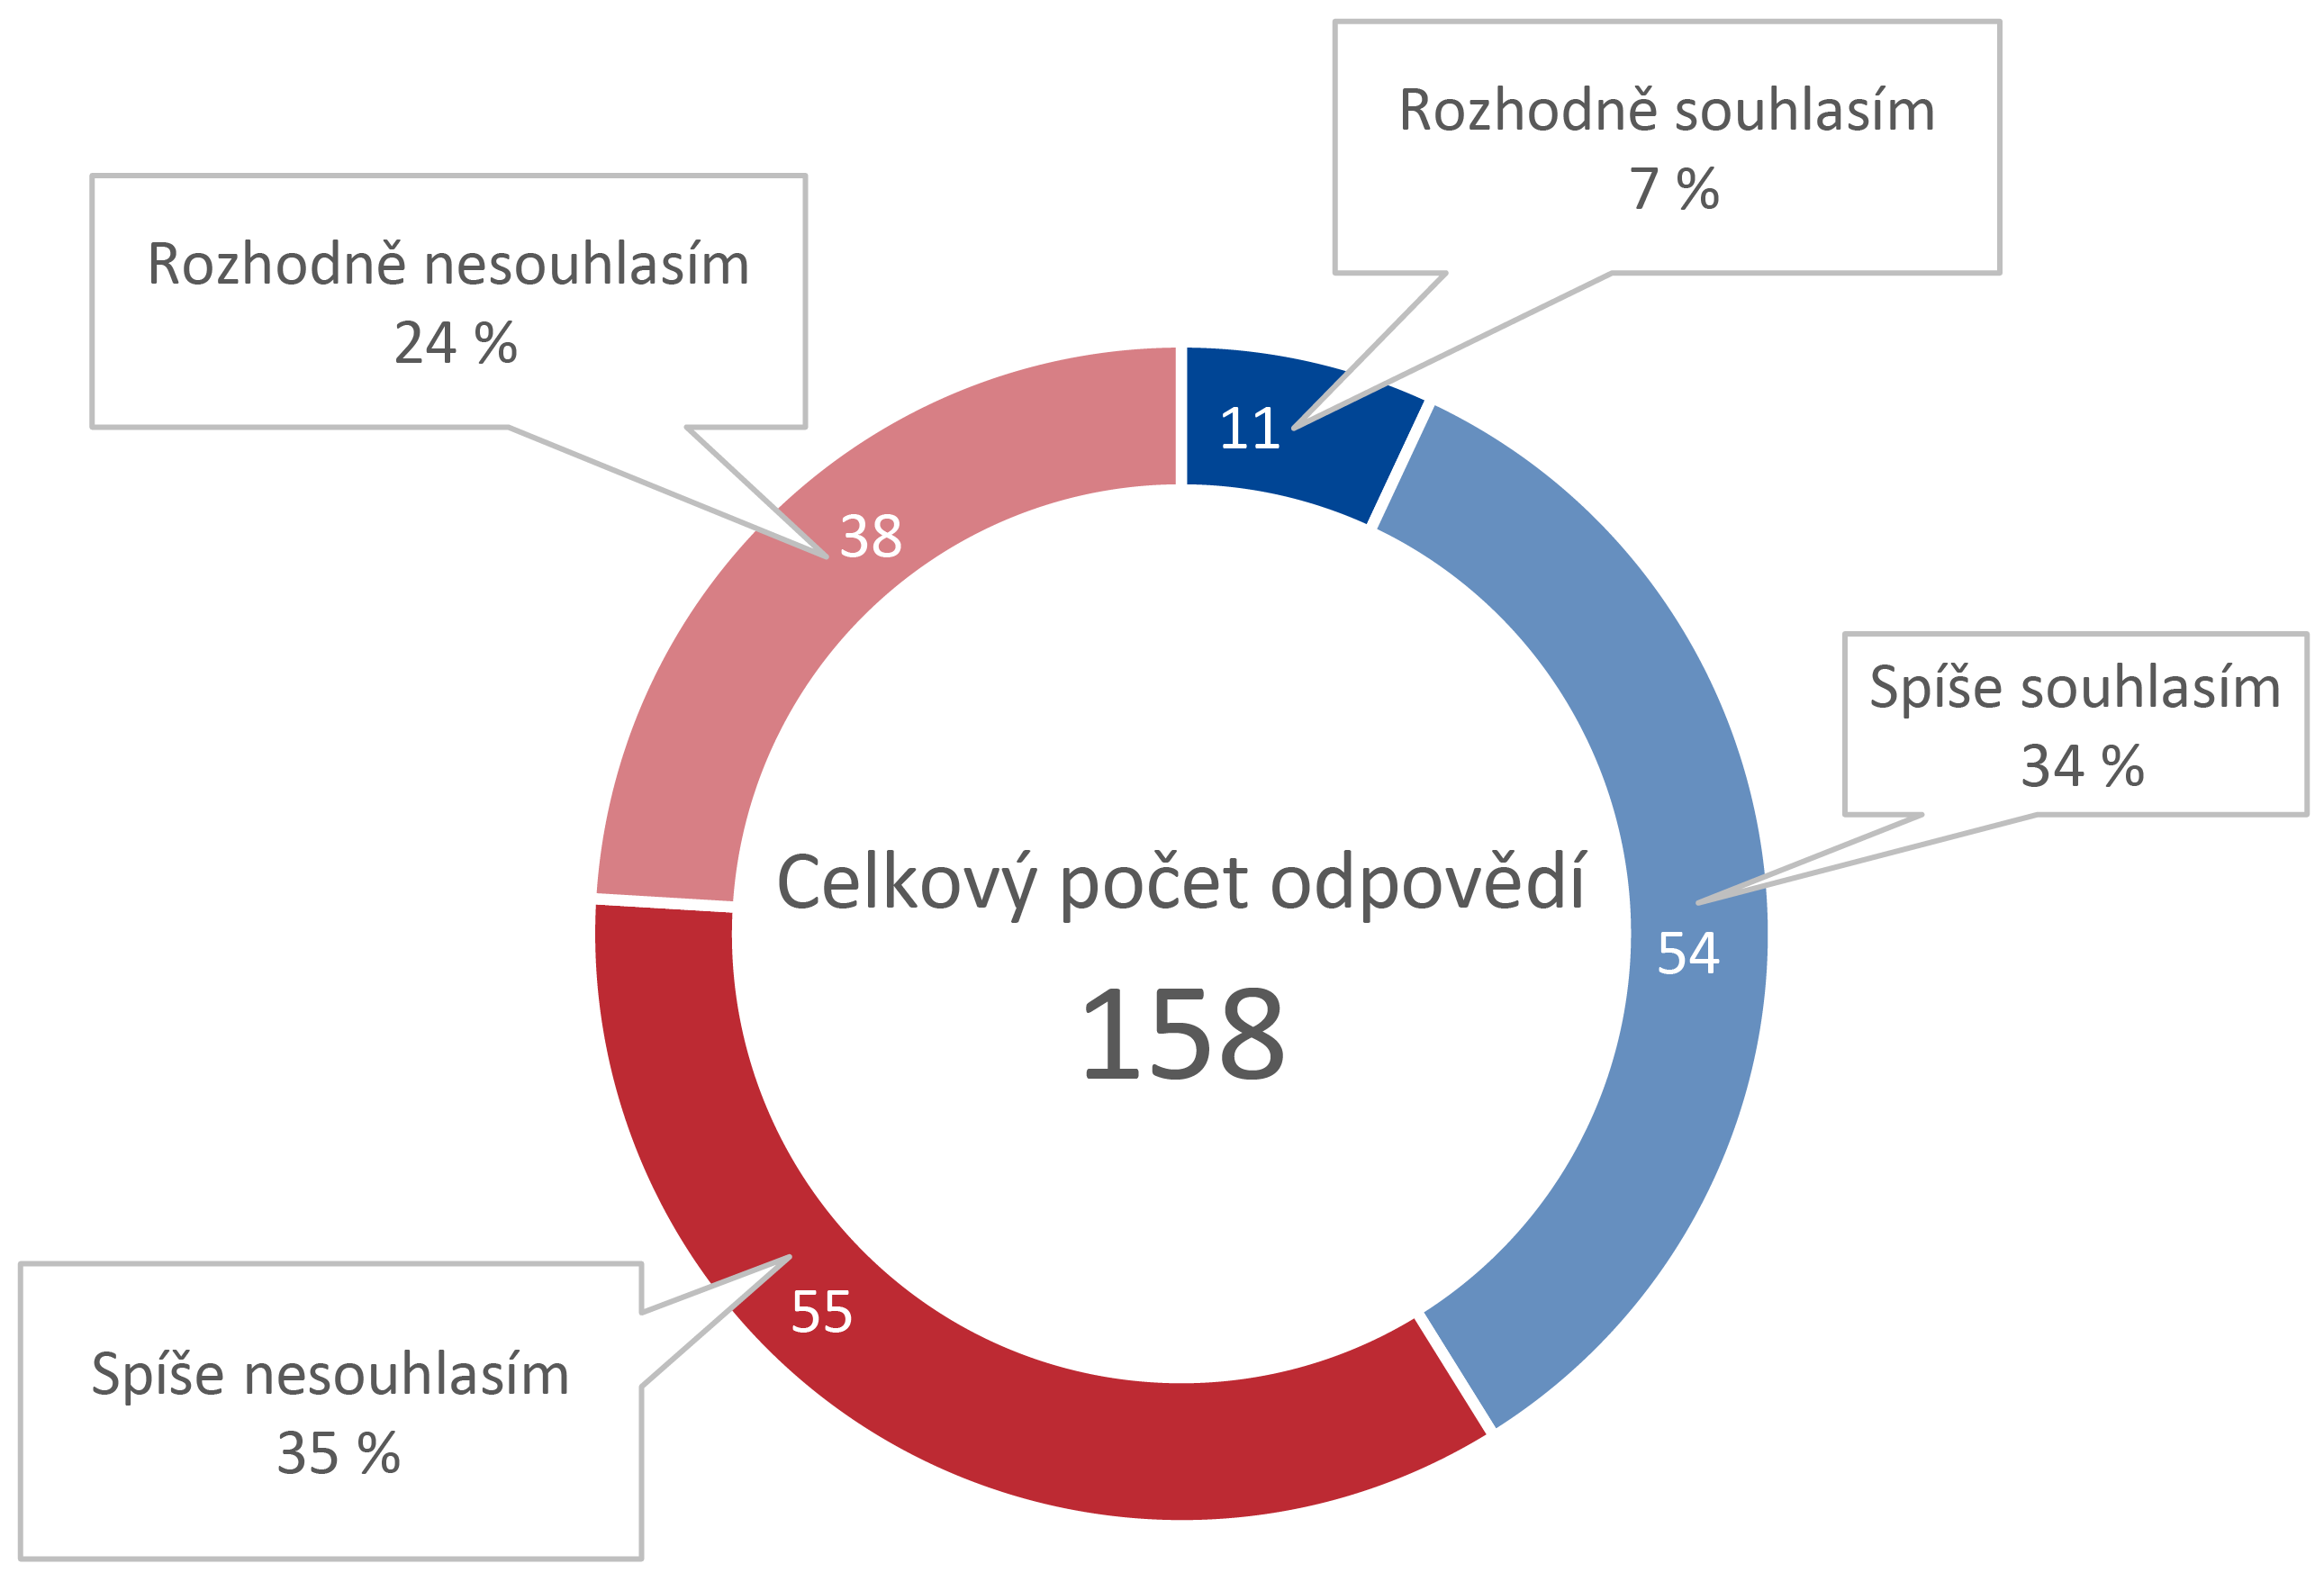 Rozhodně souhlasím
7 %
Rozhodně nesouhlasím
24 %
11
38
Spíše souhlasím
34 %
Celkový počet odpovědí
158
54
55
Spíše nesouhlasím
35 %